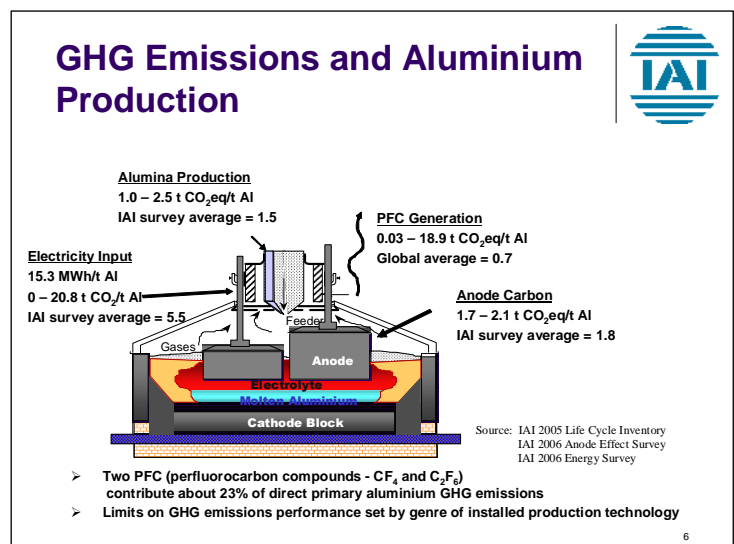 GHG Emissions and Aluminium
Production
IAI
Alumina Production
1.0 – 2.5 t CO₂eq/t Al
IAI survey average = 1.5
PFC Generation
0.03 – 18.9 t CO₂eq/t Al
Global average = 0.7
Electricity Input
15.3 MWh/t Al
0 – 20.8 t CO₂/t Al
IAI survey average = 5.5
Anode Carbon
1.7 – 2.1 t CO₂eq/t Al
IAI survey average = 1.8
Feeder
Gases
Anode
Electrolyte
Molten Aluminium
Cathode Block
Source: IAI 2005 Life Cycle Inventory
IAI 2006 Anode Effect Survey
IAI 2006 Energy Survey
➢ Two PFC (perfluorocarbon compounds - CF₄ and C₂F₆)
contribute about 23% of direct primary aluminium GHG emissions
➢ Limits on GHG emissions performance set by genre of installed production technology
6